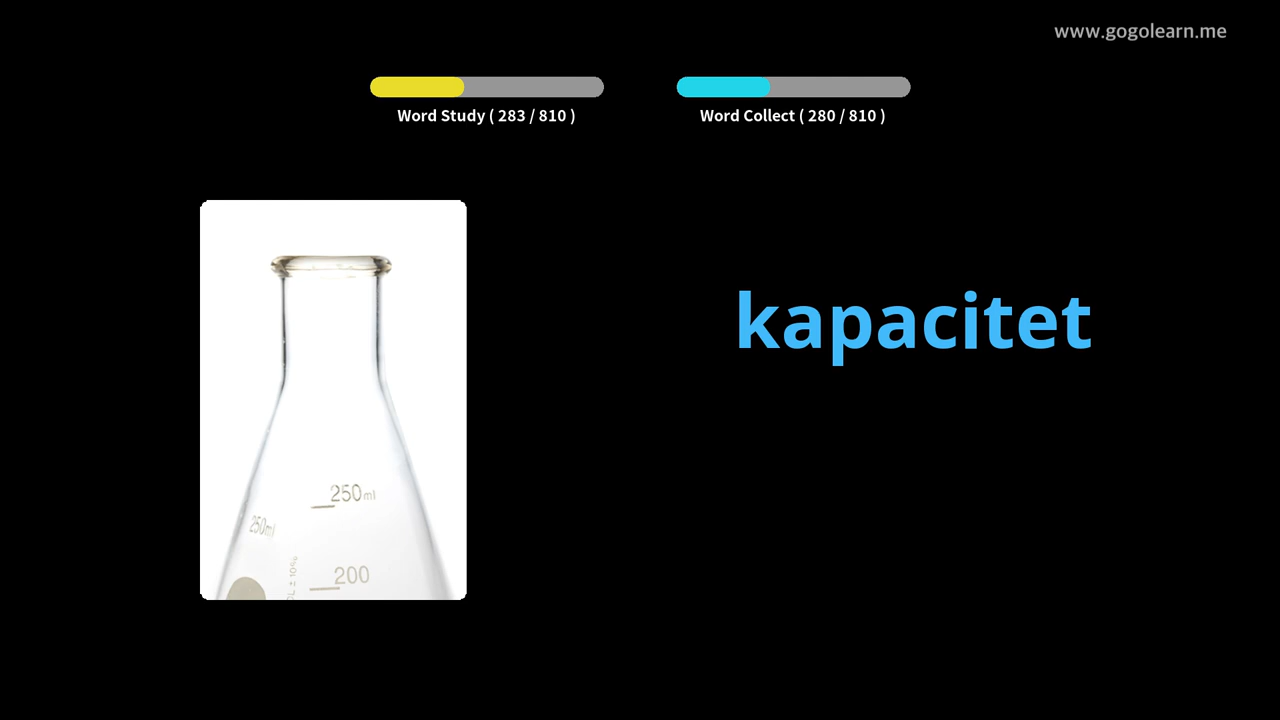 www.gogolearn.me
Word Study ( 283 / 810 )
Word Collect ( 280 / 810 )
kapacitet
250ml
250ml
200